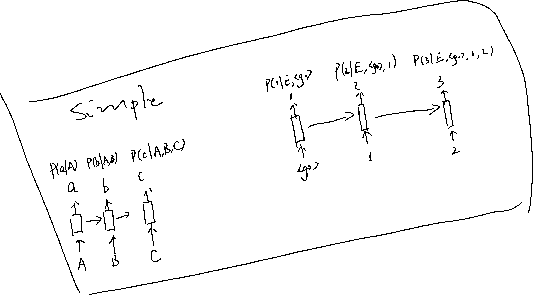 Simple
P(a|A) P(b|A,B) P(c|A,B,C)
a b c
A B C
P(1|E,<go>) P(2|E,<go>,1) P(3|E,<go>,1,2)
1 2 3
<go> 1 2